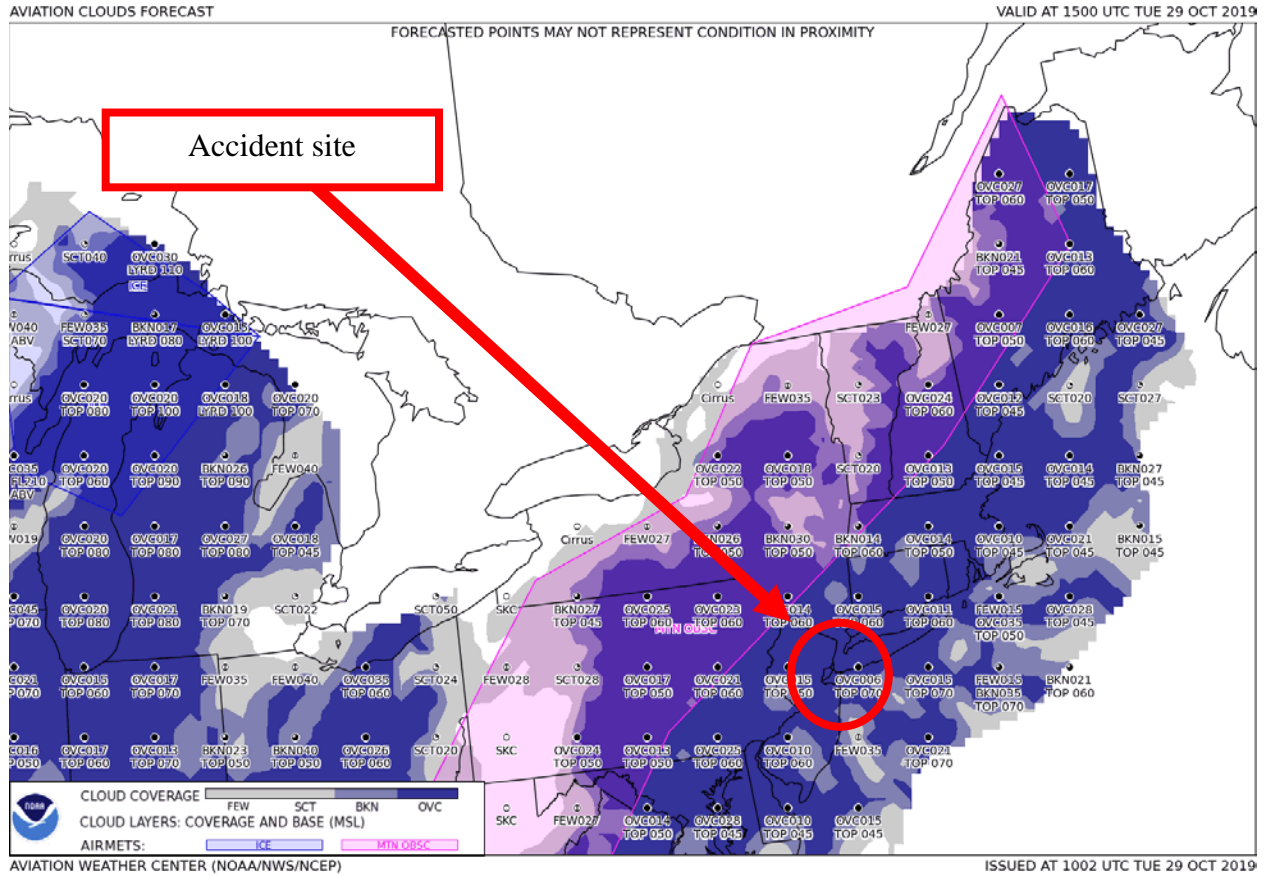 AVIATION CLOUDS FORECAST VALID AT 1500 UTC TUE 29 OCT 2019
FORECASTED POINTS MAY NOT REPRESENT CONDITION IN PROXIMITY
Accident site
OVC027 OVC017
TOP 060 TOP 050
SCT040 OVC030 BKN021 OVC013
LYRD 110 TOP 045 TOP 060
ICE
FEW035 BKN017 OVC015 FEW027 OVC007 OVC016 OVC027
ABV SCT070 LYRD 080 LYRD 100 TOP 050 TOP 060 TOP 045
OVC020 OVC020 OVC018 OVC020 Cirrus FEW035 SCT023 OVC024 OVC012 SCT020 SCT027
TOP 080 TOP 100 LYRD 100 TOP 070 TOP 060 TOP 045
OVC020 OVC020 BKN026 FEW040 OVC022 OVC018 SCT020 OVC013 OVC015 OVC014 BKN027
TOP 060 TOP 090 TOP 090 TOP 050 TOP 050 TOP 050 TOP 045 TOP 045 TOP 045
ABV
OVC020 OVC017 OVC027 OVC018 Cirrus FEW027 BKN030 BKN014 OVC014 OVC010 OVC021 BKN015
TOP 080 TOP 080 TOP 080 TOP 045 TOP 050 TOP 060 TOP 050 TOP 045 TOP 045 TOP 045
OVC020 OVC021 BKN019 SCT022 SCT050 SKC BKN027 OVC025 OVC023 OVC015 OVC011 FEW015 OVC028
TOP 080 TOP 080 TOP 070 TOP 045 TOP 060 TOP 060 TOP 060 TOP 060 TOP 060 OVC035 TOP 045
MTN OBSC TOP 050
OVC015 OVC017 FEW035 FEW040 OVC035 SCT024 FEW028 SCT028 OVC017 OVC021 OVC006 OVC015 FEW015 BKN021
TOP 060 TOP 070 TOP 060 TOP 050 TOP 060 TOP 070 TOP 070 BKN035 TOP 060
TOP 070
OVC017 OVC013 BKN023 BKN040 OVC026 SCT020 SKC OVC024 OVC013 OVC025 OVC010 FEW035 OVC021
TOP 060 TOP 070 TOP 050 TOP 050 TOP 060 TOP 050 TOP 050 TOP 060 TOP 060 TOP 070
SKC FEW027 OVC014 OVC028 OVC010 OVC015
TOP 050 TOP 045 TOP 045 TOP 045
NOAA
CLOUD COVERAGE
FEW SCT BKN OVC
CLOUD LAYERS: COVERAGE AND BASE (MSL)
AIRMETS: ICE MTN OBSC
AVIATION WEATHER CENTER (NOAA/NWS/NCEP) ISSUED AT 1002 UTC TUE 29 OCT 2019